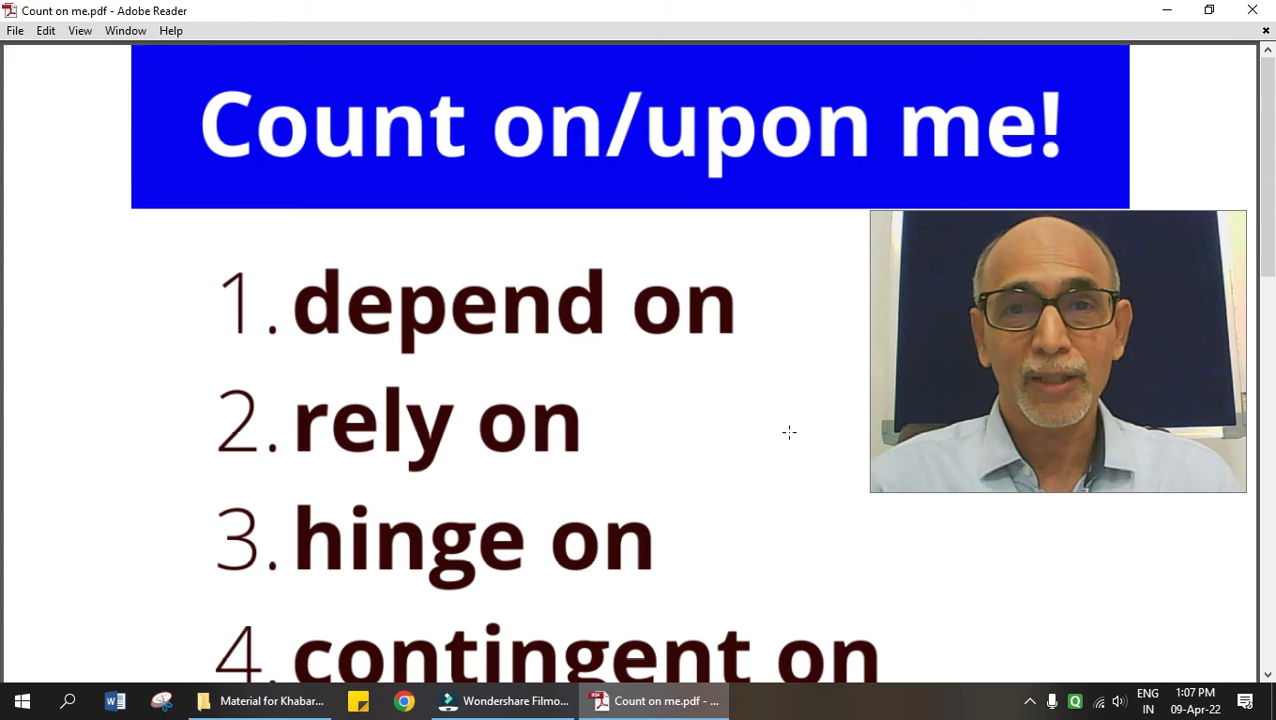 Count on me.pdf - Adobe Reader
File Edit View Window Help
Count on/upon me!
1. depend on
2. rely on
3. hinge on
4. contingent on
Material for Khabar...
Wondershare Filmo...
Count on me.pdf - ...
ENG
IN
1:07 PM
09-Apr-22